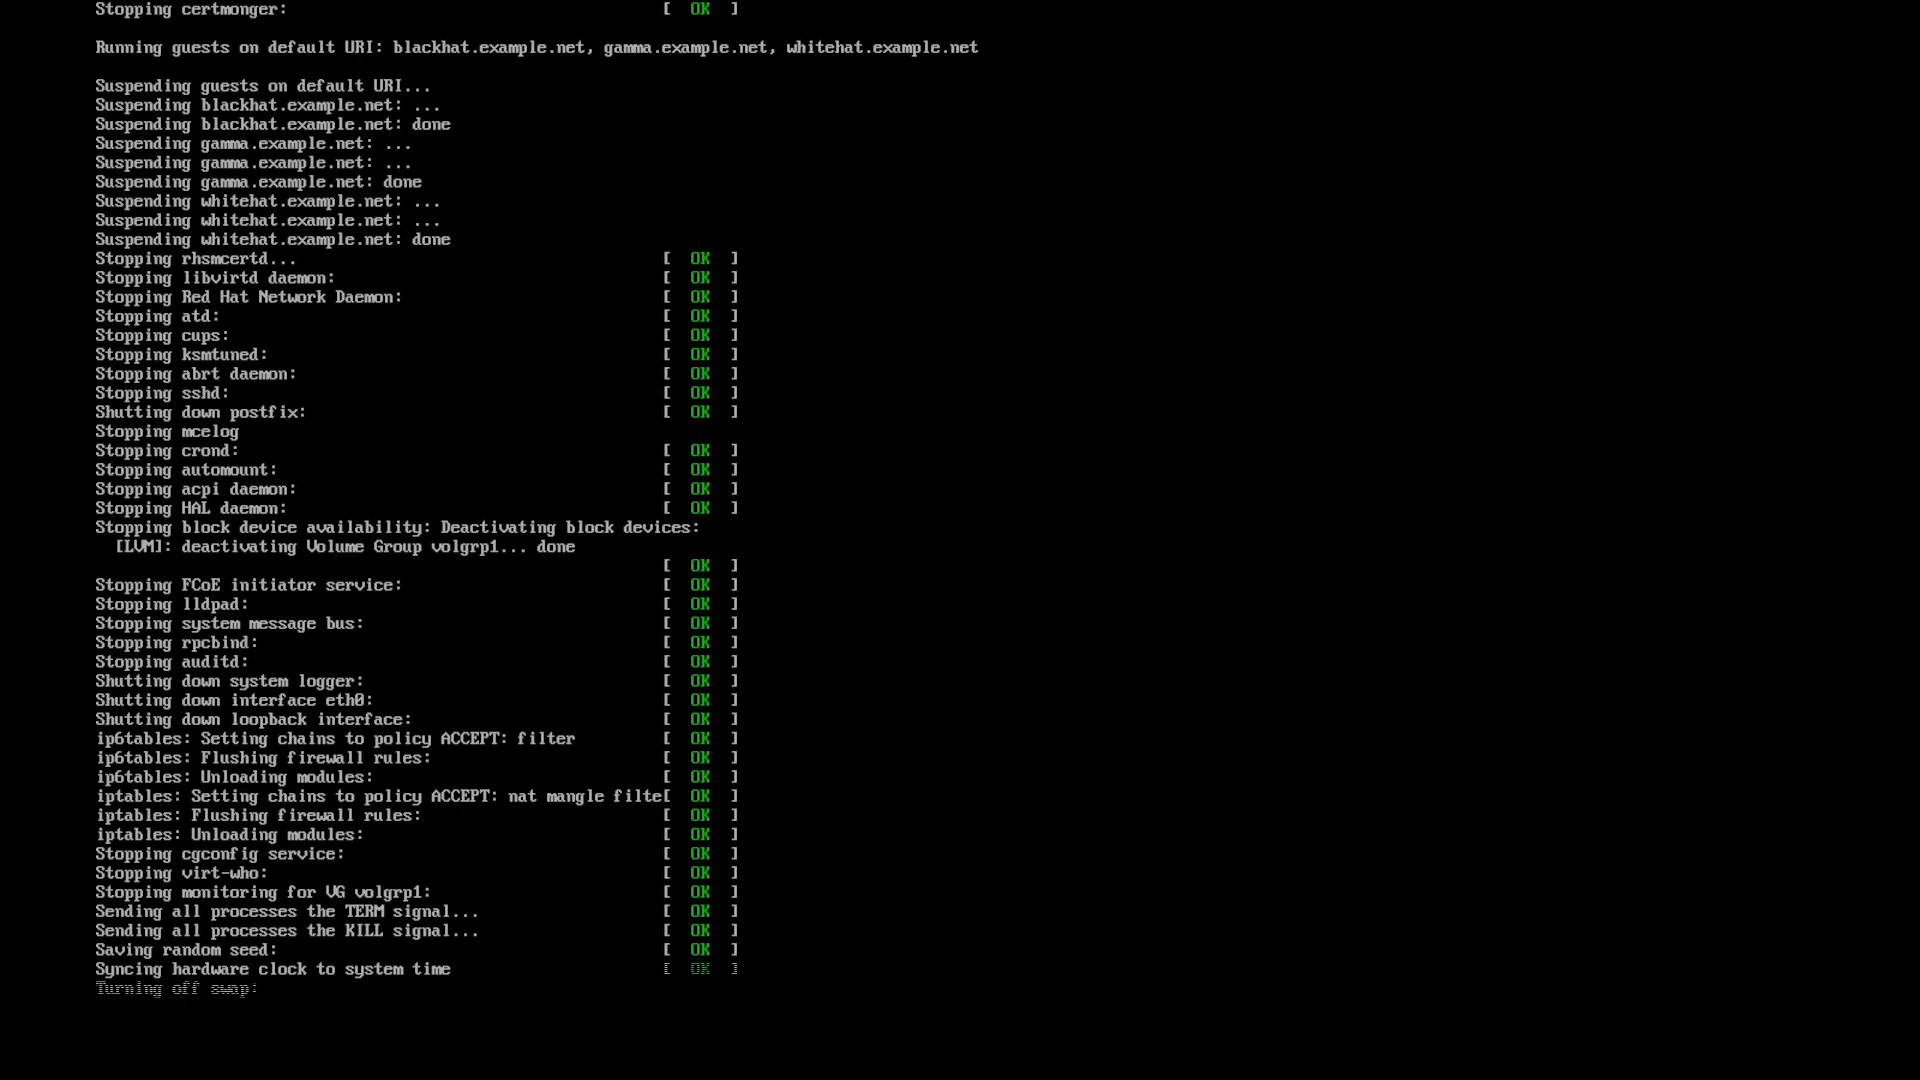 Stopping certmonger: [ OK ]
Running guests on default URI: blackhat.example.net, gamma.example.net, whitehat.example.net
Suspending guests on default URI...
Suspending blackhat.example.net: ...
Suspending blackhat.example.net: done
Suspending gamma.example.net: ...
Suspending gamma.example.net: ...
Suspending gamma.example.net: done
Suspending whitehat.example.net: ...
Suspending whitehat.example.net: ...
Suspending whitehat.example.net: done
Stopping rhsmcertd... [ OK ]
Stopping libvirtd daemon: [ OK ]
Stopping Red Hat Network Daemon: [ OK ]
Stopping atd: [ OK ]
Stopping cups: [ OK ]
Stopping ksmtuned: [ OK ]
Stopping abrt daemon: [ OK ]
Stopping sshd: [ OK ]
Shutting down postfix: [ OK ]
Stopping mcelog
Stopping crond: [ OK ]
Stopping automount: [ OK ]
Stopping acpi daemon: [ OK ]
Stopping HAL daemon: [ OK ]
Stopping block device availability: Deactivating block devices:
[LVM]: deactivating Volume Group volgrp1... done
[ OK ]
Stopping FCoE initiator service: [ OK ]
Stopping lldpad: [ OK ]
Stopping system message bus: [ OK ]
Stopping rpcbind: [ OK ]
Stopping auditd: [ OK ]
Shutting down system logger: [ OK ]
Shutting down interface eth0: [ OK ]
Shutting down loopback interface: [ OK ]
ip6tables: Setting chains to policy ACCEPT: filter [ OK ]
ip6tables: Flushing firewall rules: [ OK ]
ip6tables: Unloading modules: [ OK ]
iptables: Setting chains to policy ACCEPT: nat mangle filte[ OK ]
iptables: Flushing firewall rules: [ OK ]
iptables: Unloading modules: [ OK ]
Stopping cgconfig service: [ OK ]
Stopping virt-who: [ OK ]
Stopping monitoring for VG volgrp1: [ OK ]
Sending all processes the TERM signal... [ OK ]
Sending all processes the KILL signal... [ OK ]
Saving random seed: [ OK ]
Syncing hardware clock to system time [ OK ]
Turning off swap: